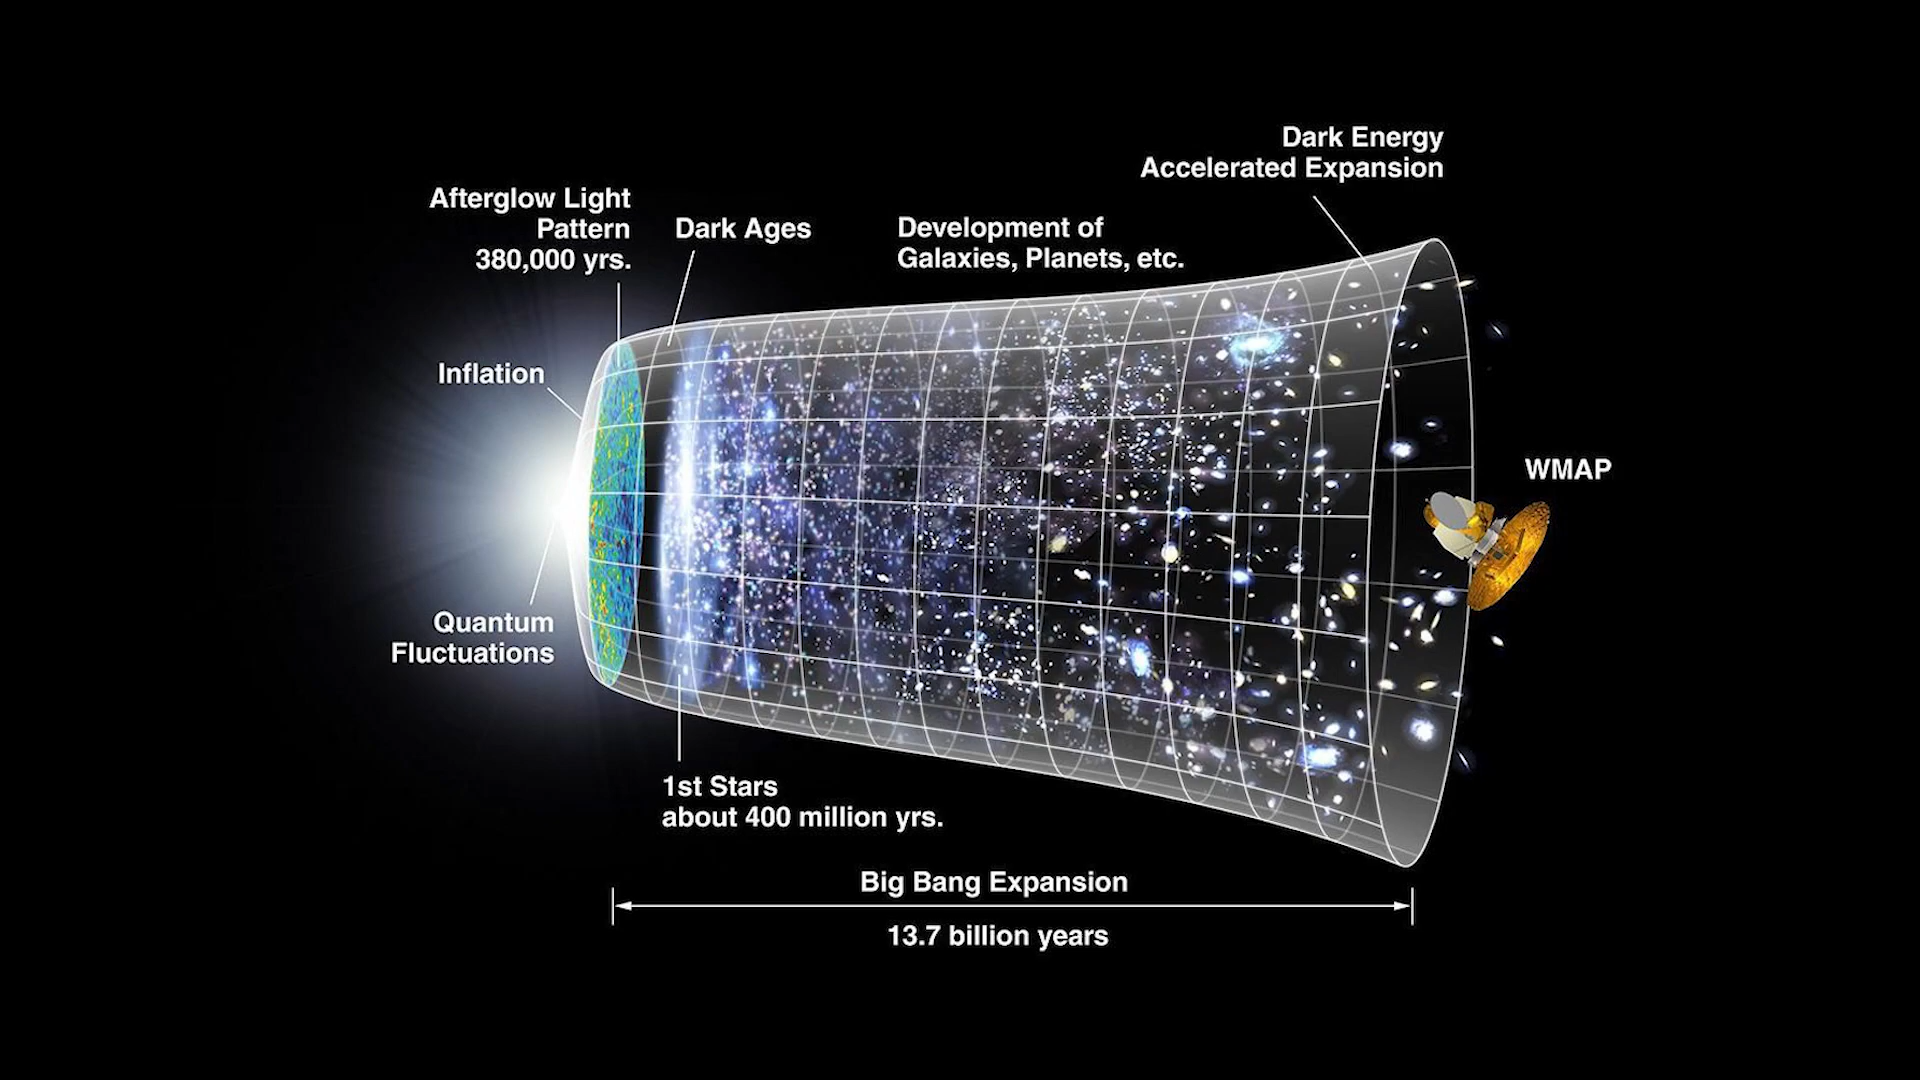 Dark Energy
Accelerated Expansion
Afterglow Light
Pattern
380,000 yrs.
Dark Ages
Development of
Galaxies, Planets, etc.
Inflation
WMAP
Quantum
Fluctuations
1st Stars
about 400 million yrs.
Big Bang Expansion
13.7 billion years